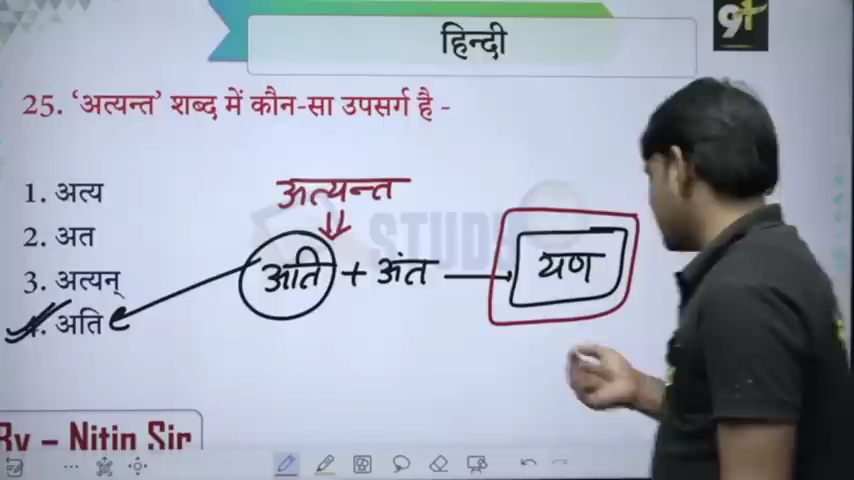 हिन्दी
25. 'अत्यन्त' शब्द में कौन-सा उपसर्ग है -
1. अत्य
2. अत
3. अत्यन्
4. अति
अत्यन्त
अति + अंत → यण
STUDY
By – Nitin Sir